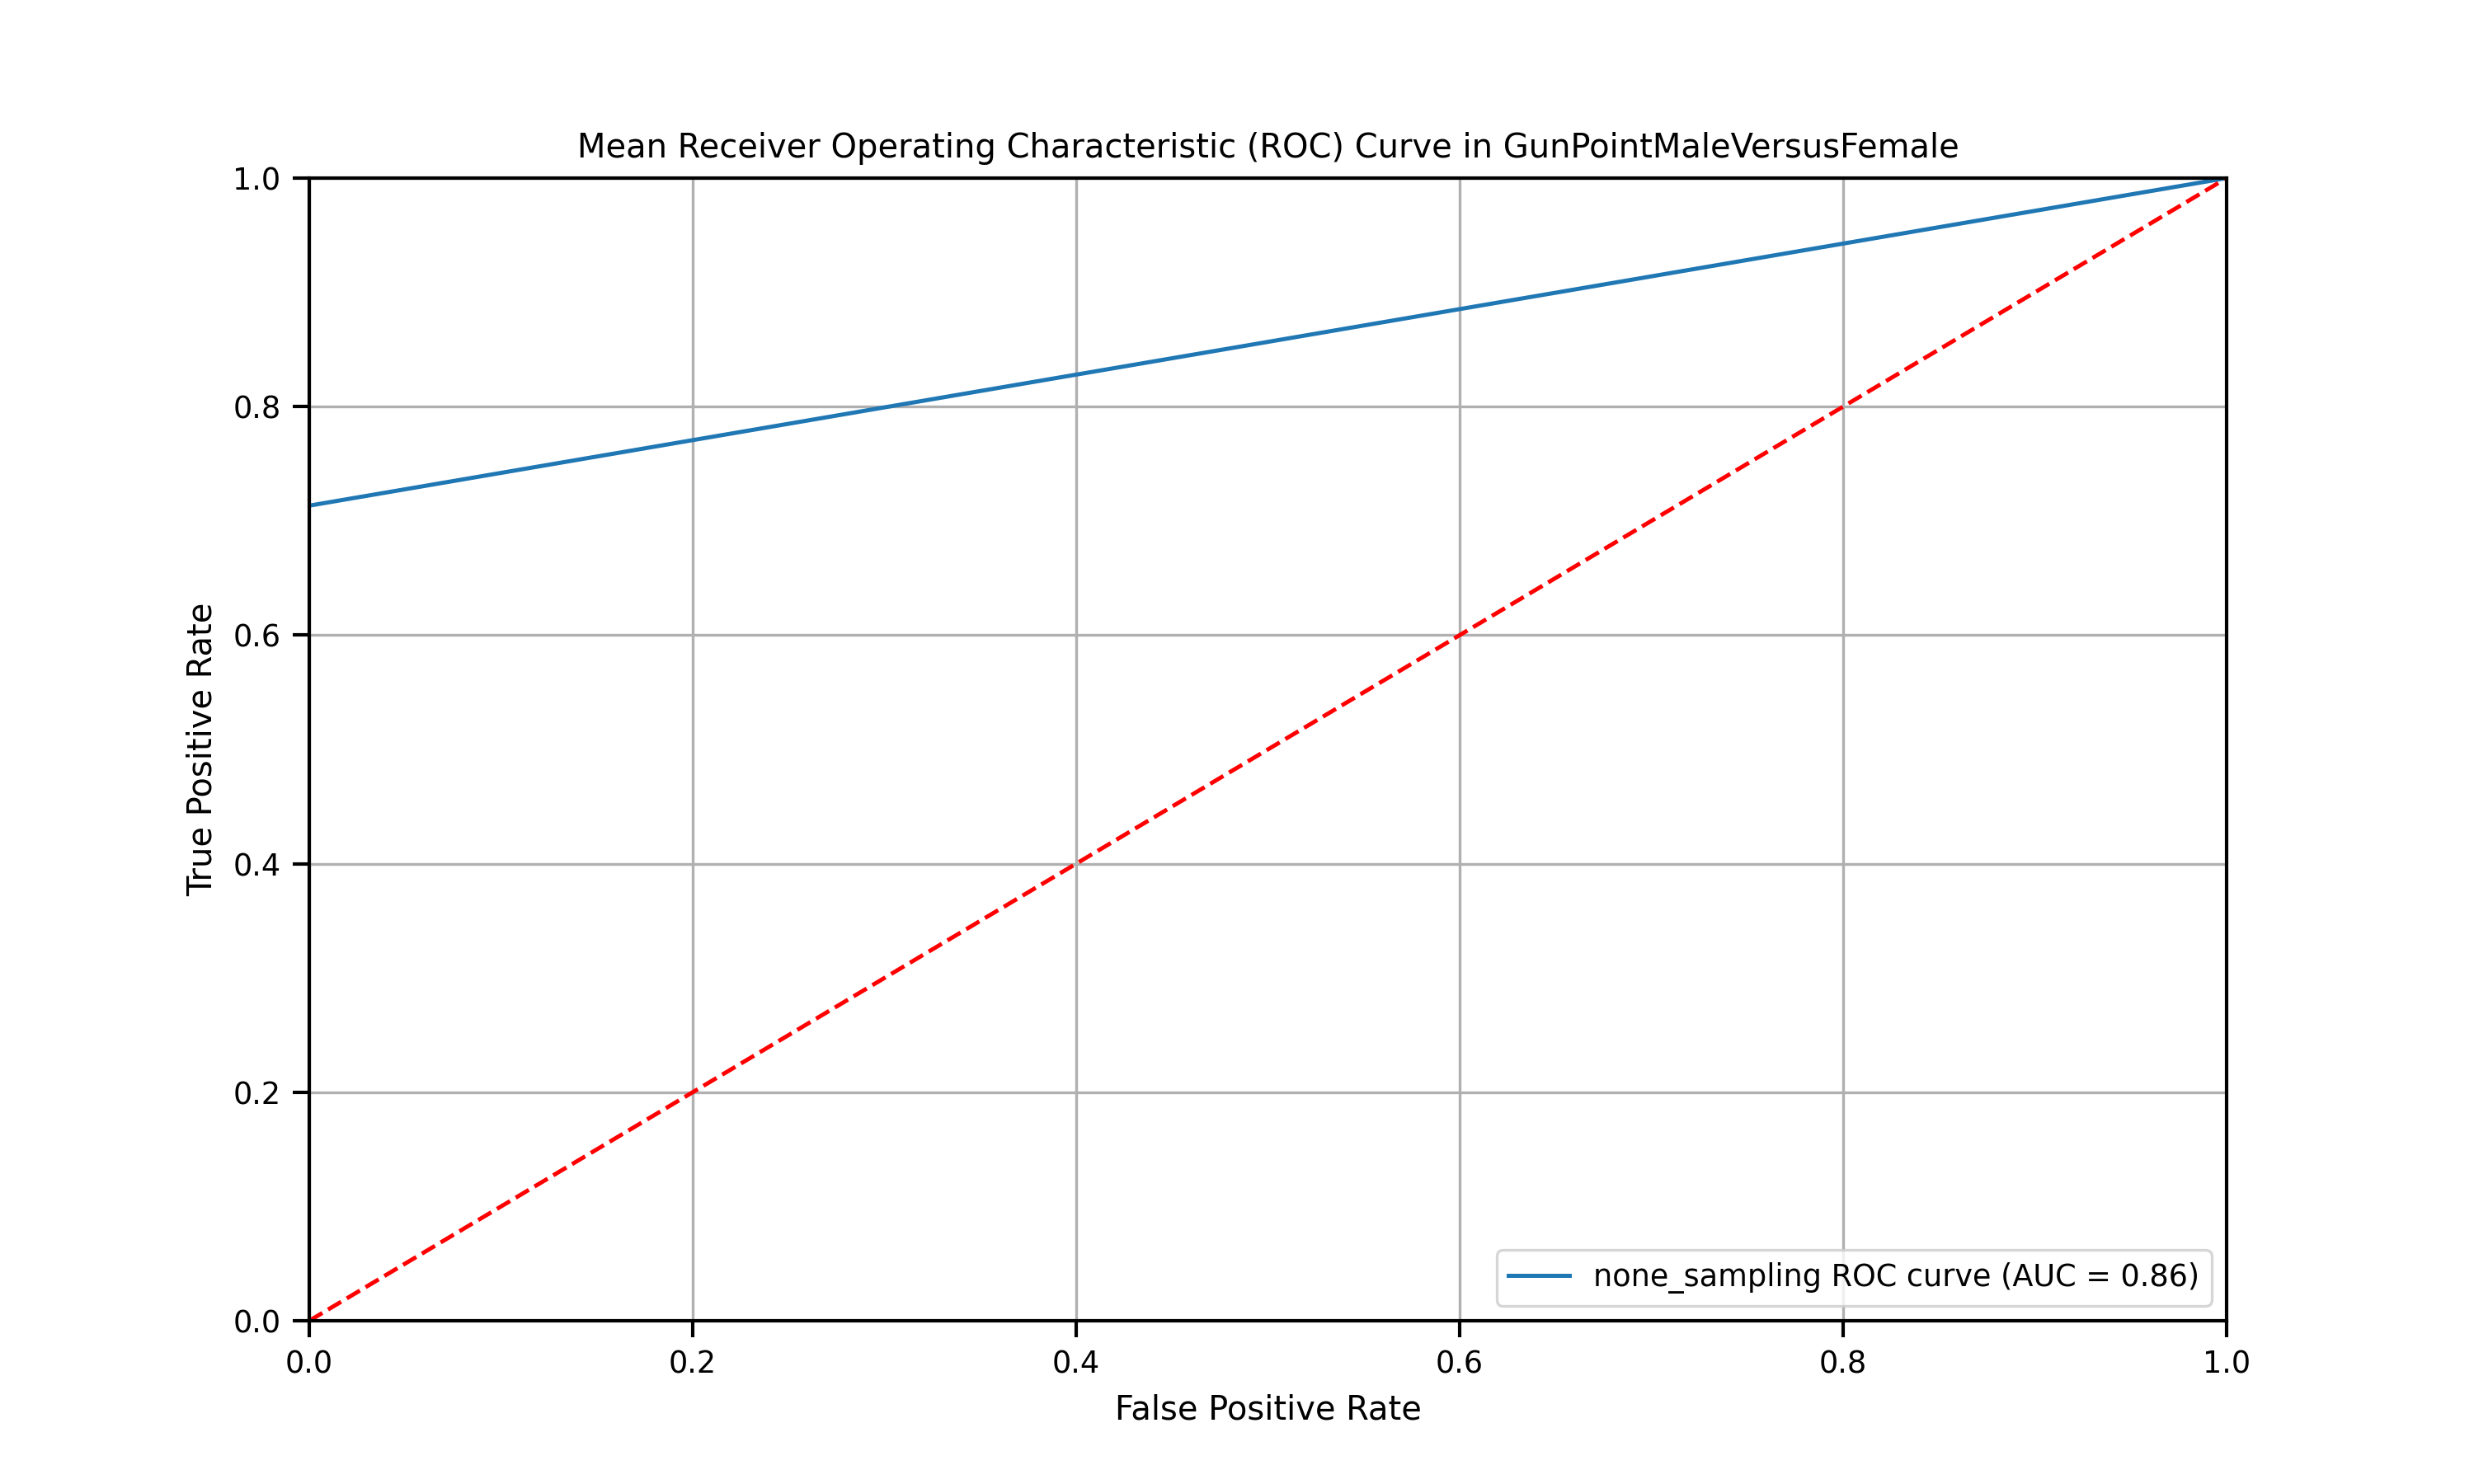 Mean Receiver Operating Characteristic (ROC) Curve in GunPointMaleVersusFemale
1.0
0.8
0.6
0.4
0.2
0.0
True Positive Rate
none_sampling ROC curve (AUC = 0.86)
0.0 0.2 0.4 0.6 0.8 1.0
False Positive Rate